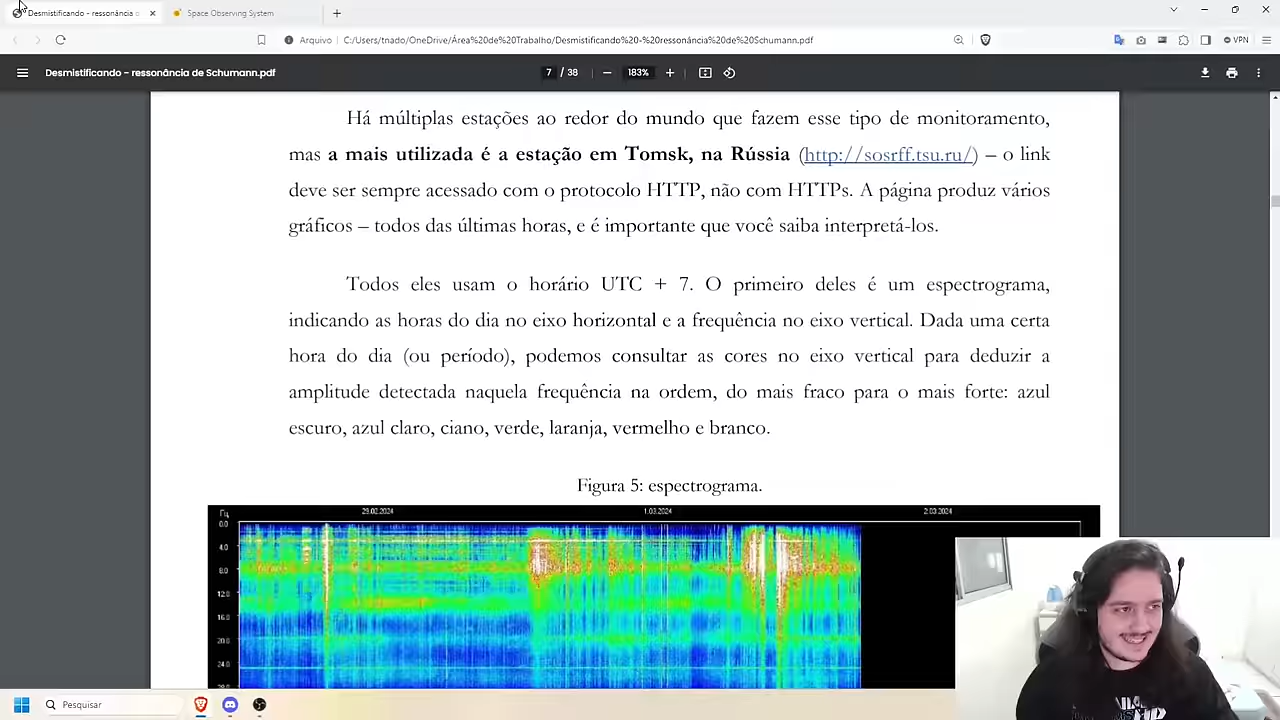 Desmistificando - ressonância d
Space Observing System
Arquivo
C:/Users/tnado/OneDrive/Área%20de%20Trabalho/Desmistificando%20-%20ressonância%20de%20Schumann.pdf
VPN
Desmistificando - ressonância de Schumann.pdf
7 / 38
183%
Há múltiplas estações ao redor do mundo que fazem esse tipo de monitoramento,
mas a mais utilizada é a estação em Tomsk, na Rússia (http://sosrff.tsu.ru/) – o link
deve ser sempre acessado com o protocolo HTTP, não com HTTPs. A página produz vários
gráficos – todos das últimas horas, e é importante que você saiba interpretá-los.
Todos eles usam o horário UTC + 7. O primeiro deles é um espectrograma,
indicando as horas do dia no eixo horizontal e a frequência no eixo vertical. Dada uma certa
hora do dia (ou período), podemos consultar as cores no eixo vertical para deduzir a
amplitude detectada naquela frequência na ordem, do mais fraco para o mais forte: azul
escuro, azul claro, ciano, verde, laranja, vermelho e branco.
Figura 5: espectrograma.
Гц
29.02.2024
1.03.2024
2.03.2024
0.0
4.0
8.0
12.0
16.0
20.0
24.0
Pesquisar